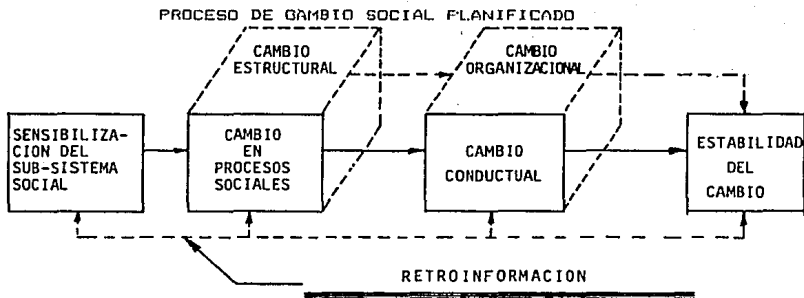 PROCESO DE CAMBIO SOCIAL PLANIFICADO
CAMBIO
ESTRUCTURAL
CAMBIO
ORGANIZACIONAL
SENSIBILIZA-
CION DEL
SUB-SISTEMA
SOCIAL
CAMBIO
EN
PROCESOS
SOCIALES
CAMBIO
CONDUCTUAL
ESTABILIDAD
DEL
CAMBIO
RETROINFORMACION